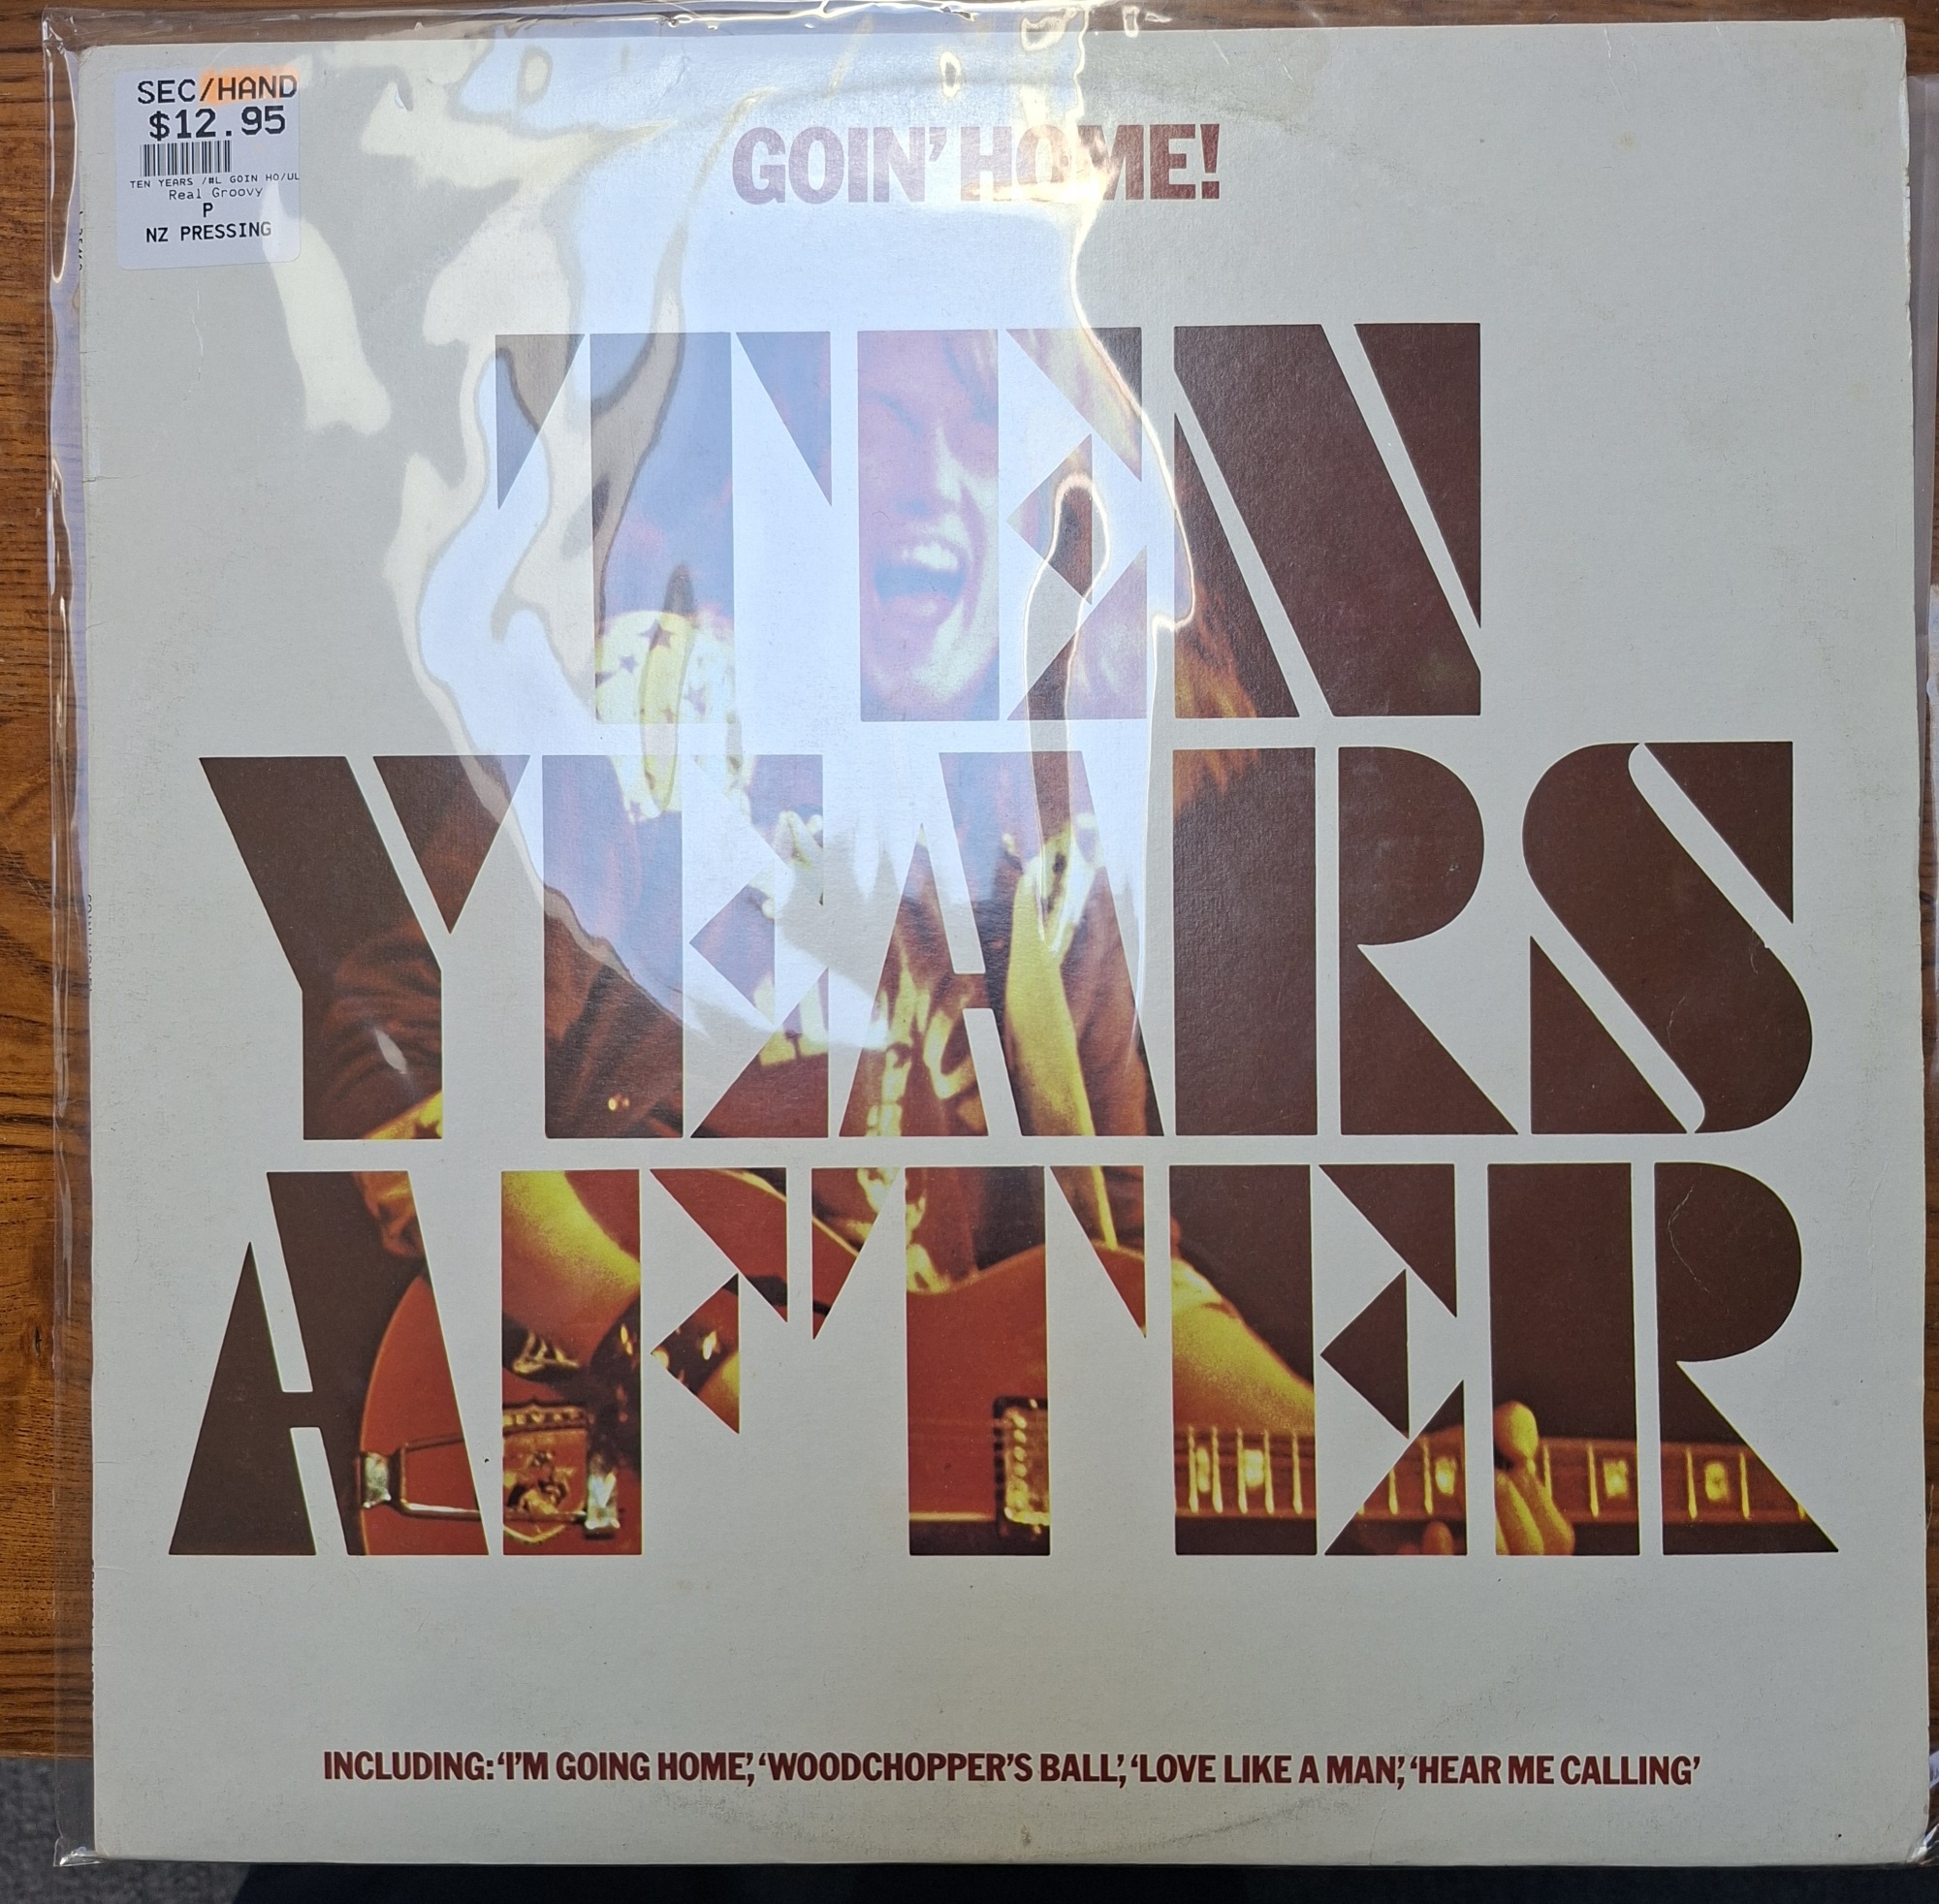 SEC/HAND
$12.95
TEN YEARS /#L GOIN HO/UL
Real Groovy
P
NZ PRESSING
GOIN' HOME!
TEN
YEARS
AFTER
INCLUDING: 'I'M GOING HOME', 'WOODCHOPPER'S BALL', 'LOVE LIKE A MAN', 'HEAR ME CALLING'